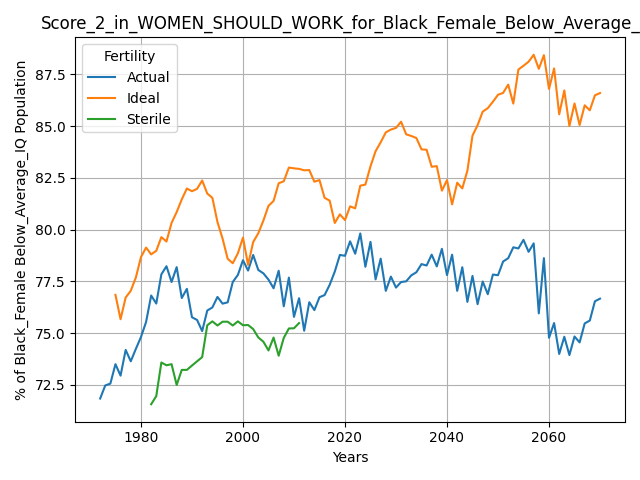 Score_2_in_WOMEN_SHOULD_WORK_for_Black_Female_Below_Average_
% of Black_Female Below_Average_IQ Population
Fertility
Actual
Ideal
Sterile
87.5
85.0
82.5
80.0
77.5
75.0
72.5
1980 2000 2020 2040 2060
Years